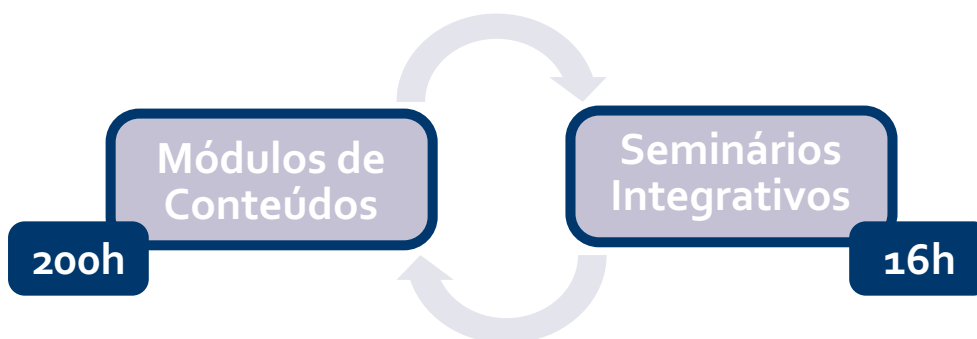 Módulos de
Conteúdos
200h
Seminários
Integrativos
16h